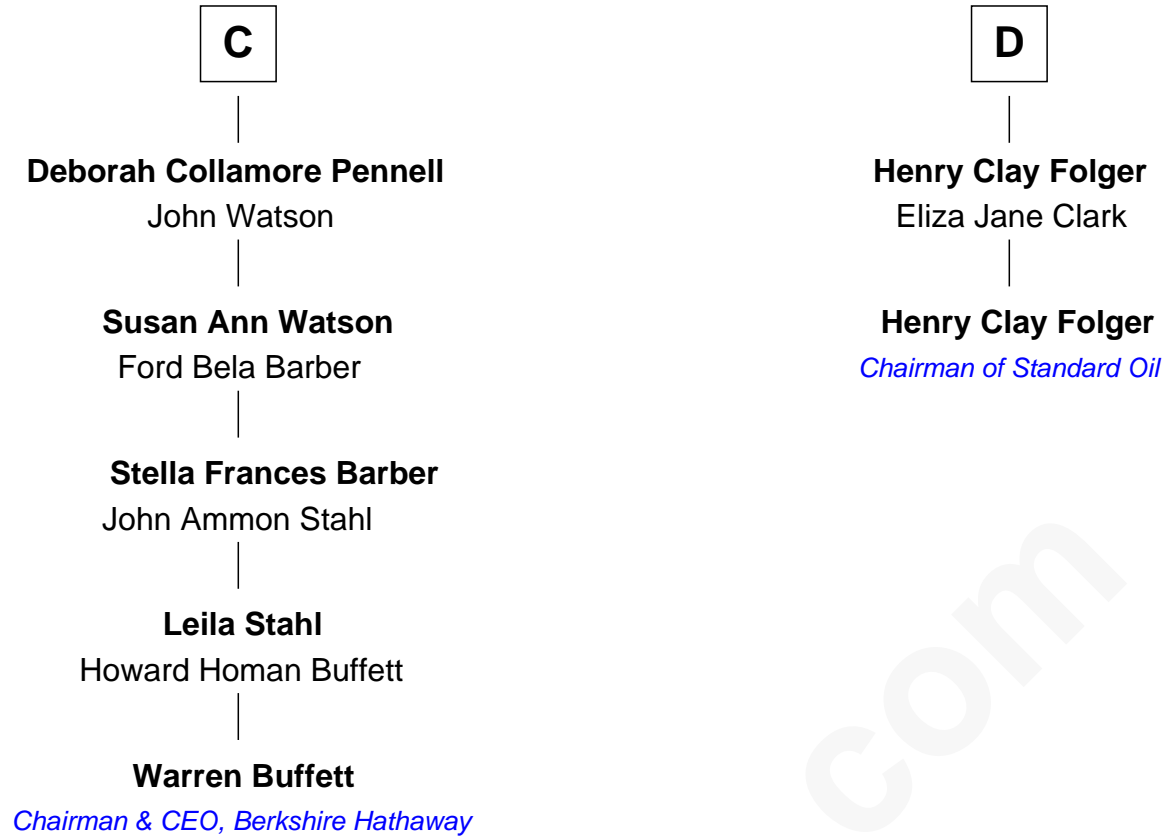 C
Deborah Collamore Pennell
John Watson
Susan Ann Watson
Ford Bela Barber
Stella Frances Barber
John Ammon Stahl
Leila Stahl
Howard Homan Buffett
Warren Buffett
Chairman & CEO, Berkshire Hathaway
D
Henry Clay Folger
Eliza Jane Clark
Henry Clay Folger
Chairman of Standard Oil
com